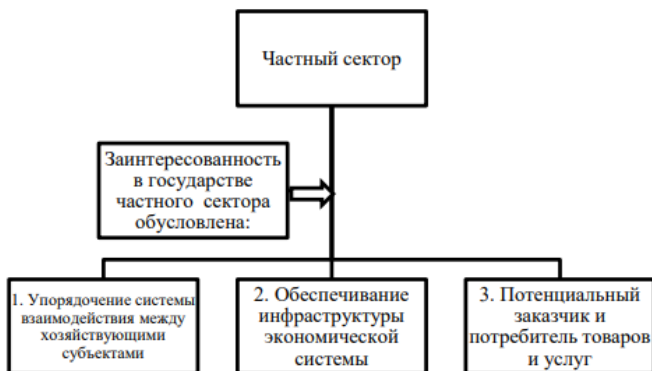 Частный сектор
Заинтересованность
в государстве
частного сектора
обусловлена:
1. Упорядочение системы
взаимодействия между
хозяйствующими
субъектами
2. Обеспечивание
инфраструктуры
экономической
системы
3. Потенциальный
заказчик и
потребитель товаров
и услуг